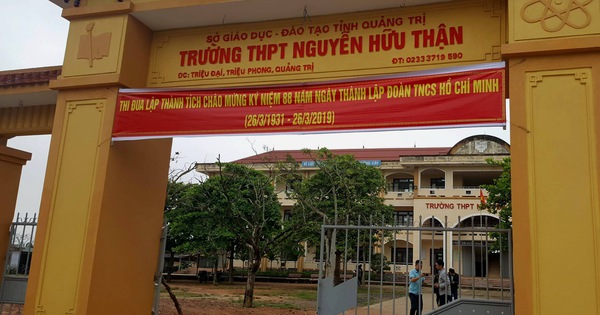 SỞ GIÁO DỤC - ĐÀO TẠO TỈNH QUẢNG TRỊ
TRƯỜNG THPT NGUYỄN HỮU THẬN
ĐC: TRIỆU ĐẠI, TRIỆU PHONG, QUẢNG TRỊ
ĐT: 02333719 590
THI ĐUA LẬP THÀNH TÍCH CHÀO MỪNG KỶ NIỆM 88 NĂM NGÀY THÀNH LẬP ĐOÀN TNCS HỒ CHÍ MINH
(26/3/1931 - 26/3/2019)
TRƯỜNG THPT